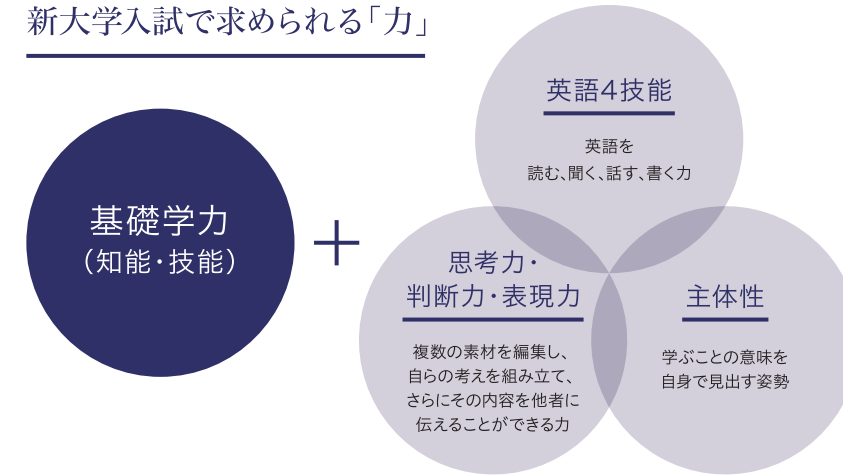 新大学入試で求められる「力」
基礎学力
（知能・技能）
＋
英語4技能
英語を
読む、聞く、話す、書く力
思考力・
判断力・表現力
複数の素材を編集し、
自らの考えを組み立て、
さらにその内容を他者に
伝えることができる力
主体性
学ぶことの意味を
自身で見出す姿勢